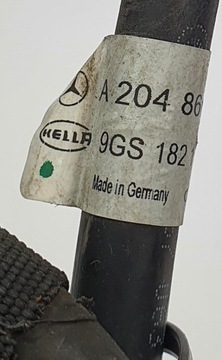 A 204 86
HELLA
9GS 182
Made in Germany